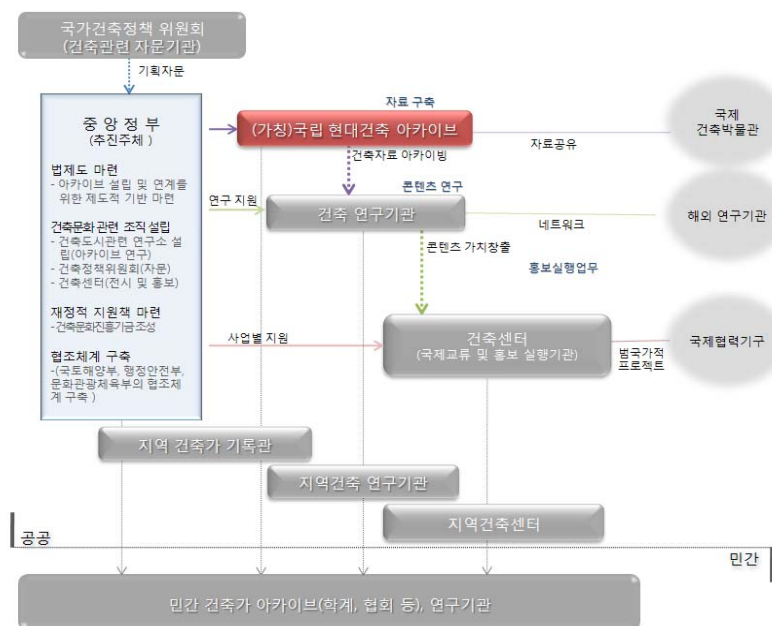 국가건축정책 위원회
(건축관련 자문기관)
기획자문
중 앙 정 부
(추진주체 )
법제도 마련
- 아카이브 설립 및 연계를
위한 제도적 기반 마련
건축문화 관련 조직 설립
- 건축도시관련 연구소 설
립(아카이브 연구)
- 건축정책위원회(자문)
- 건축센터(전시 및 홍보)
재정적 지원책 마련
-건축문화진흥기금 조성
협조체계 구축
-(국토해양부, 행정안전부,
문화관광체육부의 협조체
계 구축 )
자료 구축
(가칭)국립 현대건축 아카이브
자료공유
국제
건축박물관
건축자료 아카이빙
콘텐츠 연구
연구 지원
건축 연구기관
네트워크
해외 연구기관
콘텐츠 가치창출
홍보실행업무
사업별 지원
건축센터
(국제교류 및 홍보 실행기관)
범국가적
프로젝트
국제협력기구
지역 건축가 기록관
지역건축 연구기관
지역건축센터
공공
민간
민간 건축가 아카이브(학계, 협회 등), 연구기관